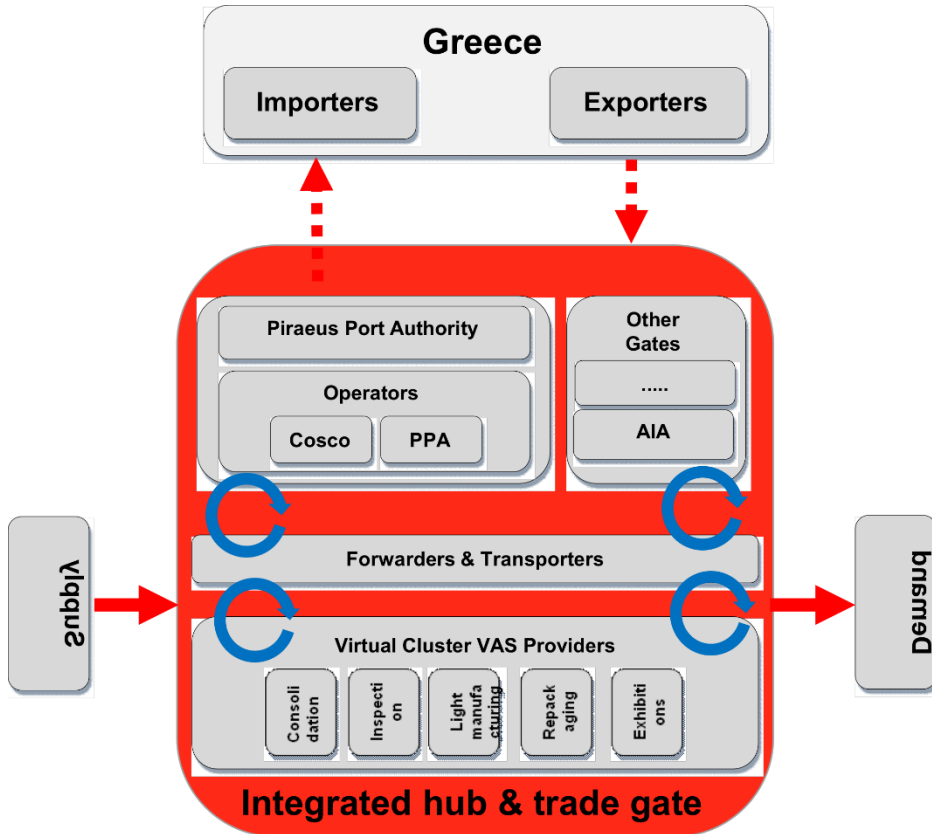 Greece
Importers
Exporters
Piraeus Port Authority
Operators
Cosco
PPA
Other
Gates
.....
AIA
Supply
Forwarders & Transporters
Demand
Virtual Cluster VAS Providers
Consoli
dation
Inspecti
on
Light
manufa
cturing
Repack
aging
Exhibiti
ons
Integrated hub & trade gate